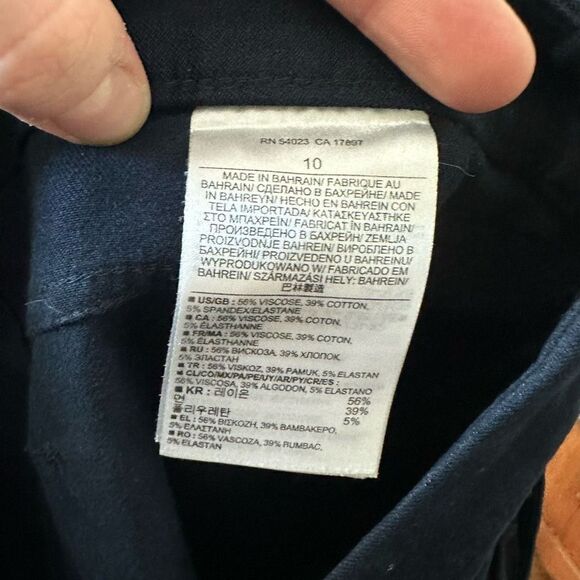 RN 54023 CA 17897
10
MADE IN BAHRAIN/ FABRIQUE AU
BAHRAIN/ СДЕЛАНО В БАХРЕЙНЕ/ MADE
IN BAHREYN/ HECHO EN BAHREIN CON
TELA IMPORTADA/ ΚΑΤΑΣΚΕΥΑΣΤΗΚΕ
ΣΤΟ ΜΠΑΧΡΕΪΝ/ FABRICAT ÎN BAHRAIN/
ПРОИЗВЕДЕНО В БАХРЕЙН/ ЗЕМЉА
PROIZVODNJE BAHREIN/ ВИРОБЛЕНО В
БАХРЕЙНІ/ PROIZVEDENO U BAHREINU/
WYPRODUKOWANO W/ FABRICADO EM
BAHREIN/ SZÁRMAZÁSI HELY: BAHREIN/
巴林製造
■ US/GB : 56% VISCOSE, 39% COTTON,
5% SPANDEX/ELASTANE
■ CA : 56% VISCOSE, 39% COTON,
5% ÉLASTHANNE
■ FR/MA : 56% VISCOSE, 39% COTON,
5% ÉLASTHANNE
■ RU : 56% ВИСКОЗА, 39% ХЛОПОК,
5% ЭЛАСТАН
■ TR : 56% VISKOZ, 39% PAMUK, 5% ELASTAN
■ CL/CO/MX/PA/PE/UY/AR/PY/CR/ES :
56% VISCOSA, 39% ALGODON, 5% ELASTANO
■ KR : 레이온 56%
면 39%
폴리우레탄 5%
■ EL : 56% ΒΙΣΚΟΖΗ, 39% ΒΑΜΒΑΚΕΡΟ,
5% ΕΛΑΣΤΑΝΗ
■ RO : 56% VASCOZA, 39% RUMBAC,
5% ELASTAN